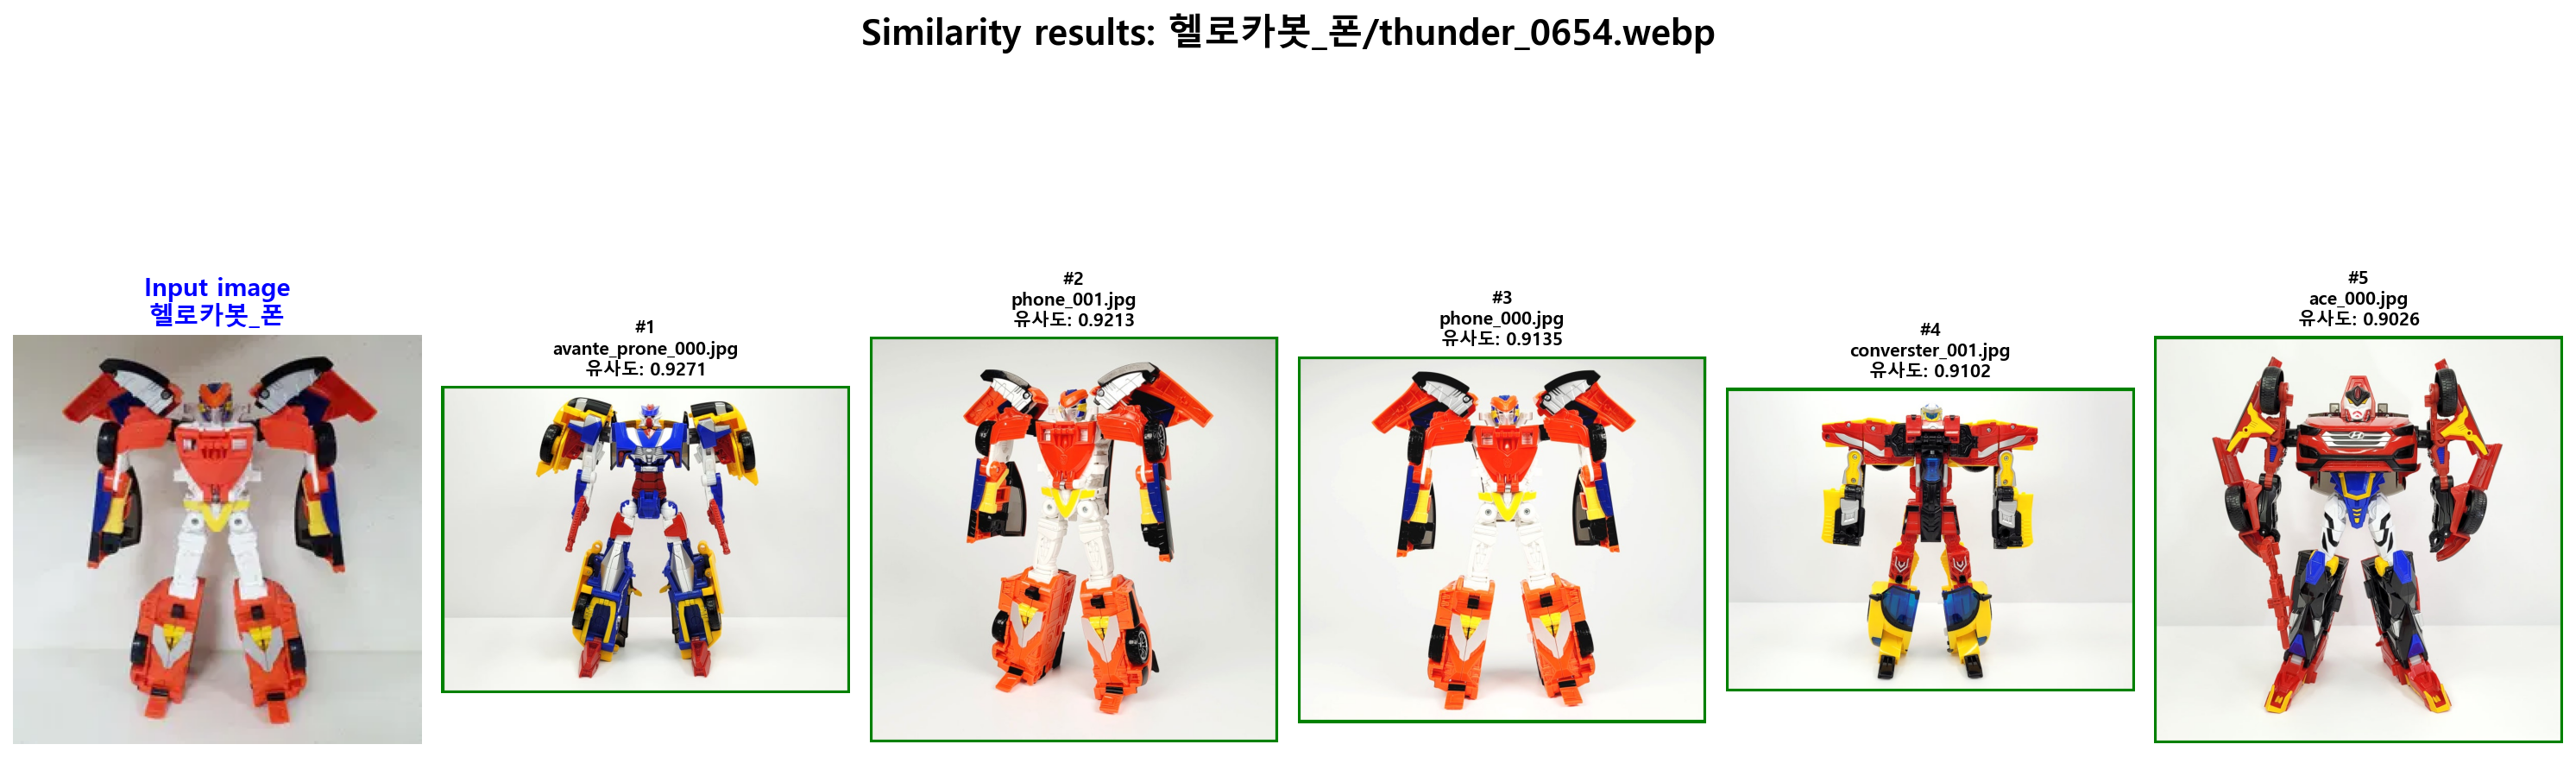 Similarity results: 헬로카봇_폰/thunder_0654.webp
Input image
헬로카봇_폰
#1
avante_prone_000.jpg
유사도: 0.9271
#2
phone_001.jpg
유사도: 0.9213
#3
phone_000.jpg
유사도: 0.9135
#4
converster_001.jpg
유사도: 0.9102
#5
ace_000.jpg
유사도: 0.9026